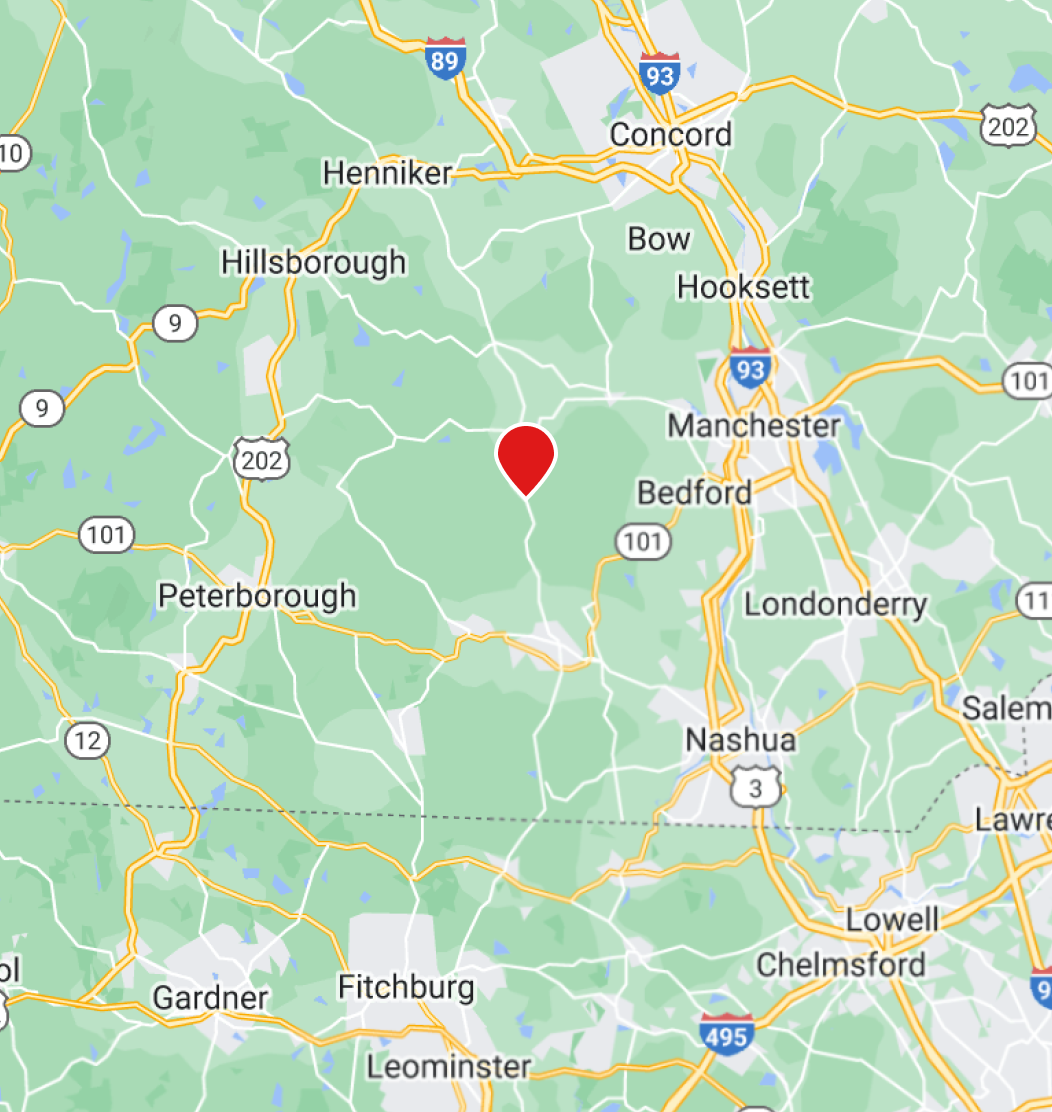 89
93
202
Concord
10
Henniker
Bow
Hillsborough
Hooksett
9
93
101
9
Manchester
202
Bedford
101
101
Peterborough
Londonderry
11
Salem
12
Nashua
3
Lawre
Lowell
Chelmsford
ol
Gardner
Fitchburg
9
495
Leominster